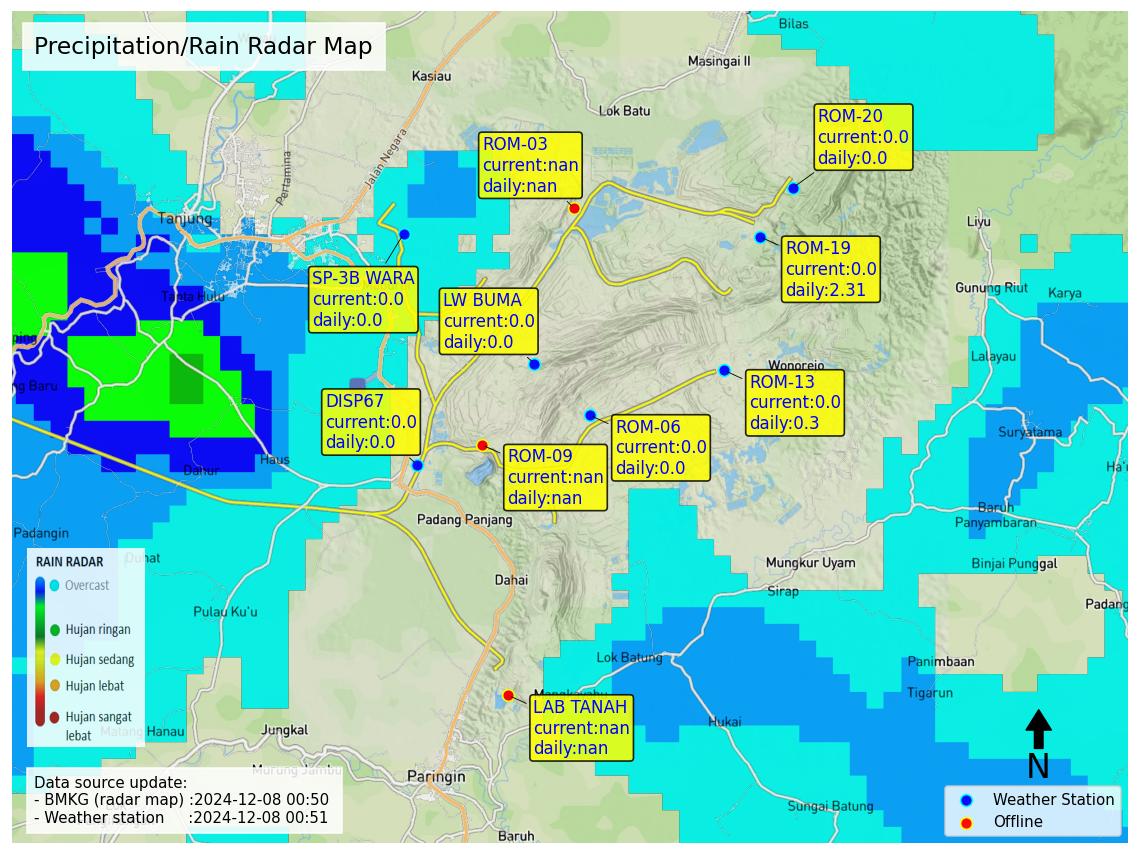 Precipitation/Rain Radar Map
Bilas
Masingai II
Kasiau
Lok Batu
Jalan Negara
Pertamina
Tanjung
Liyu
ROM-20
current:0.0
daily:0.0
ROM-03
current:nan
daily:nan
ROM-19
current:0.0
daily:2.31
SP-3B WARA
current:0.0
daily:0.0
LW BUMA
current:0.0
daily:0.0
Tanta Hulu
Gunung Riut
Karya
Lalayau
Wonorejo
ROM-13
current:0.0
daily:0.3
DISP67
current:0.0
daily:0.0
ROM-06
current:0.0
daily:0.0
ROM-09
current:nan
daily:nan
ng Baru
Suryatama
Haus
Dahur
Padang Panjang
Baruh
Panyambaran
Padangin
Dahai
Mungkur Uyam
Binjai Punggal
Sirap
Padang
Pulau Ku'u
Lok Batung
Panimbaan
Tigarun
LAB TANAH
current:nan
daily:nan
Hukai
Jungkal
Matang Hanau
Murung Jambu
Paringin
Sungai Batung
Baruh
RAIN RADAR
Overcast
Hujan ringan
Hujan sedang
Hujan lebat
Hujan sangat
lebat
Data source update:
- BMKG (radar map) :2024-12-08 00:50
- Weather station :2024-12-08 00:51
N
Weather Station
Offline